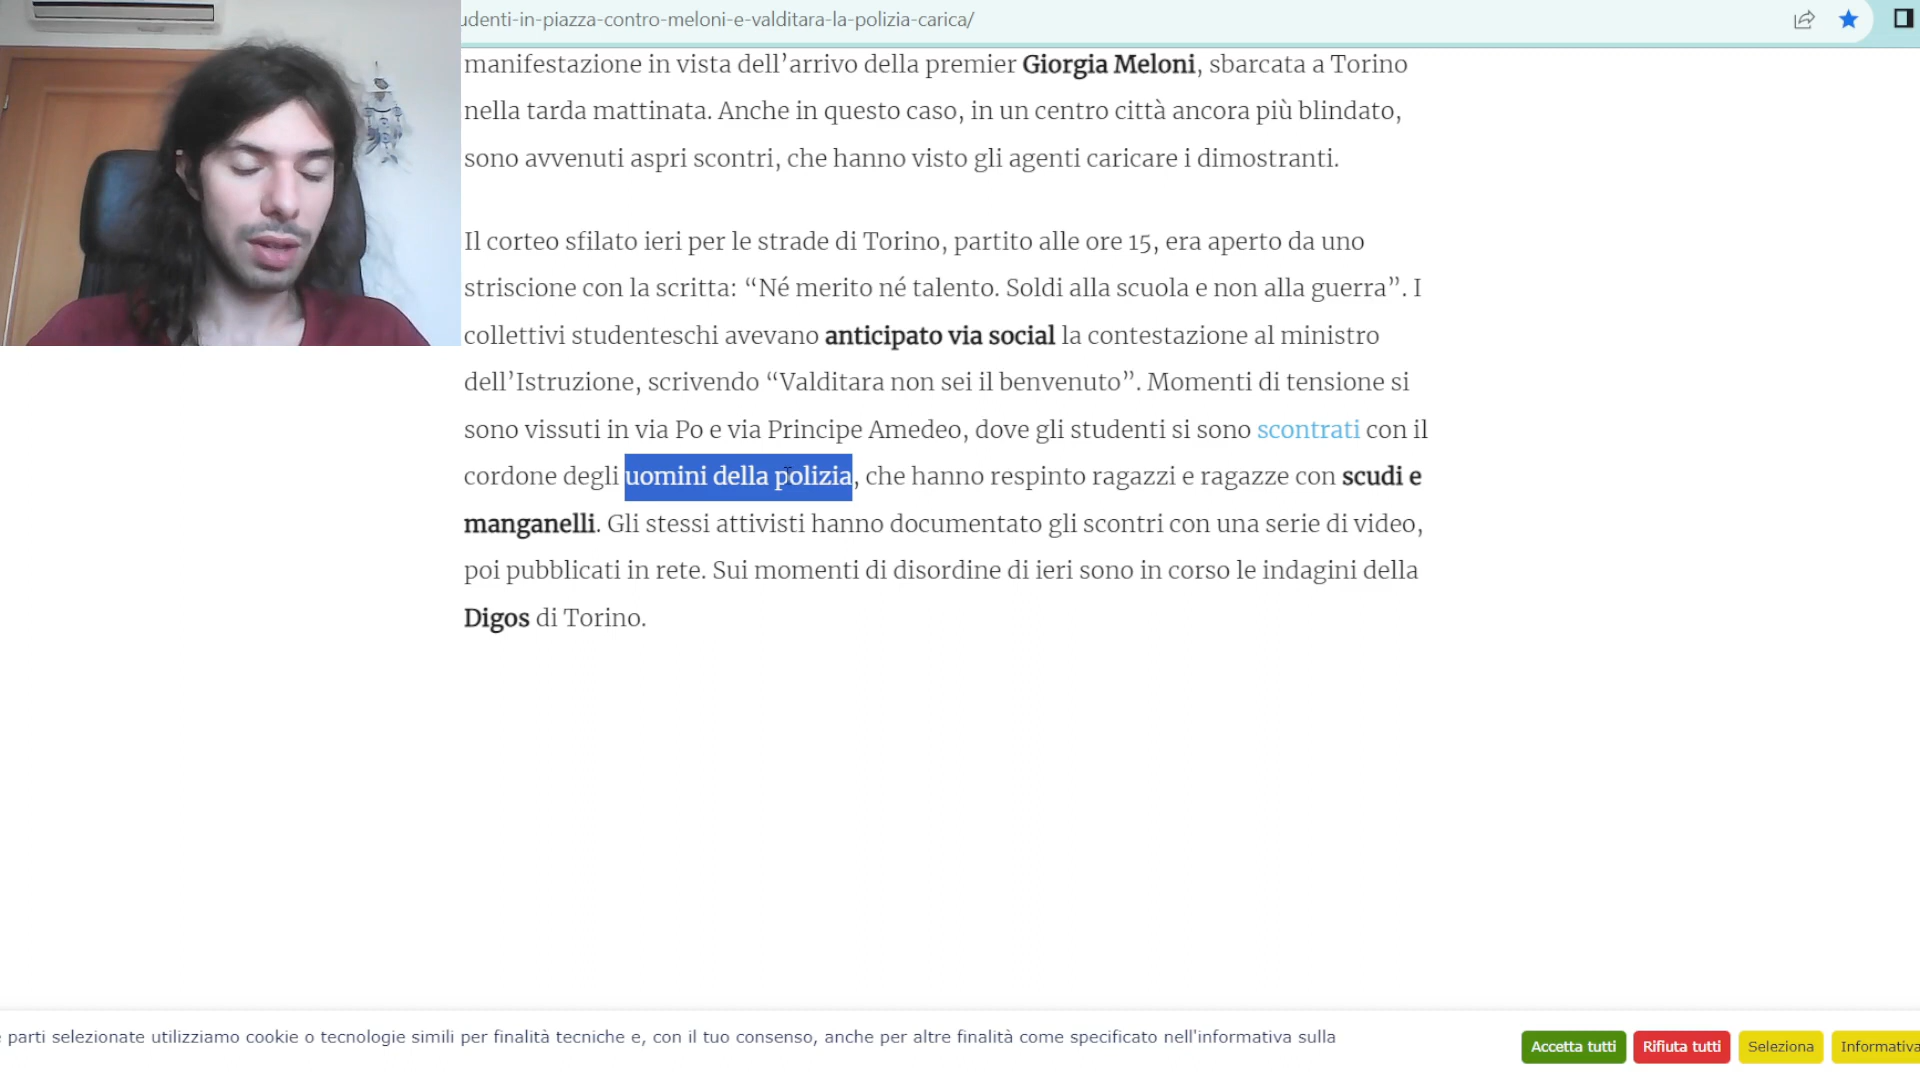 udenti-in-piazza-contro-meloni-e-valditara-la-polizia-carica/
manifestazione in vista dell’arrivo della premier Giorgia Meloni, sbarcata a Torino
nella tarda mattinata. Anche in questo caso, in un centro città ancora più blindato,
sono avvenuti aspri scontri, che hanno visto gli agenti caricare i dimostranti.
Il corteo sfilato ieri per le strade di Torino, partito alle ore 15, era aperto da uno
striscione con la scritta: “Né merito né talento. Soldi alla scuola e non alla guerra”. I
collettivi studenteschi avevano anticipato via social la contestazione al ministro
dell’Istruzione, scrivendo “Valditara non sei il benvenuto”. Momenti di tensione si
sono vissuti in via Po e via Principe Amedeo, dove gli studenti si sono scontrati con il
cordone degli uomini della polizia, che hanno respinto ragazzi e ragazze con scudi e
manganelli. Gli stessi attivisti hanno documentato gli scontri con una serie di video,
poi pubblicati in rete. Sui momenti di disordine di ieri sono in corso le indagini della
Digos di Torino.
e parti selezionate utilizziamo cookie o tecnologie simili per finalità tecniche e, con il tuo consenso, anche per altre finalità come specificato nell'informativa sulla
Accetta tutti Rifiuta tutti Seleziona Informativa